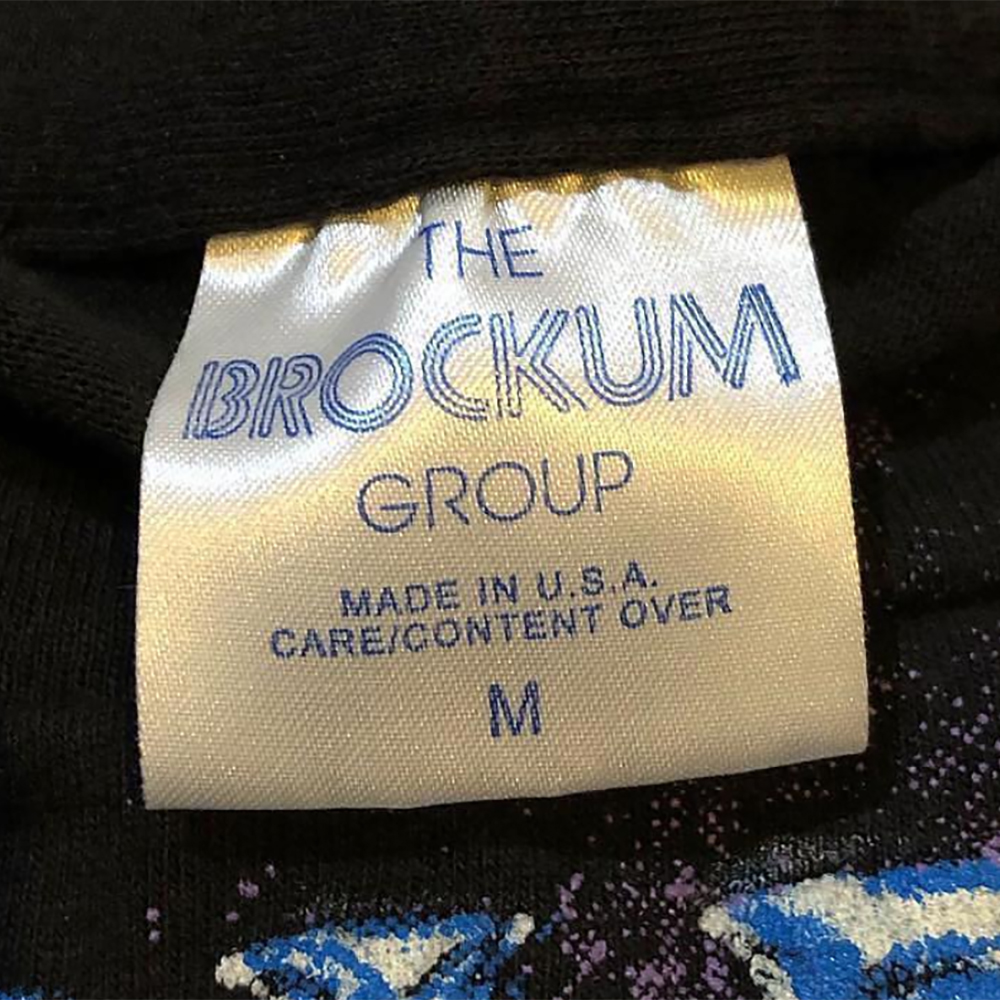 THE
BROCKUM
GROUP
MADE IN U.S.A.
CARE/CONTENT OVER
M